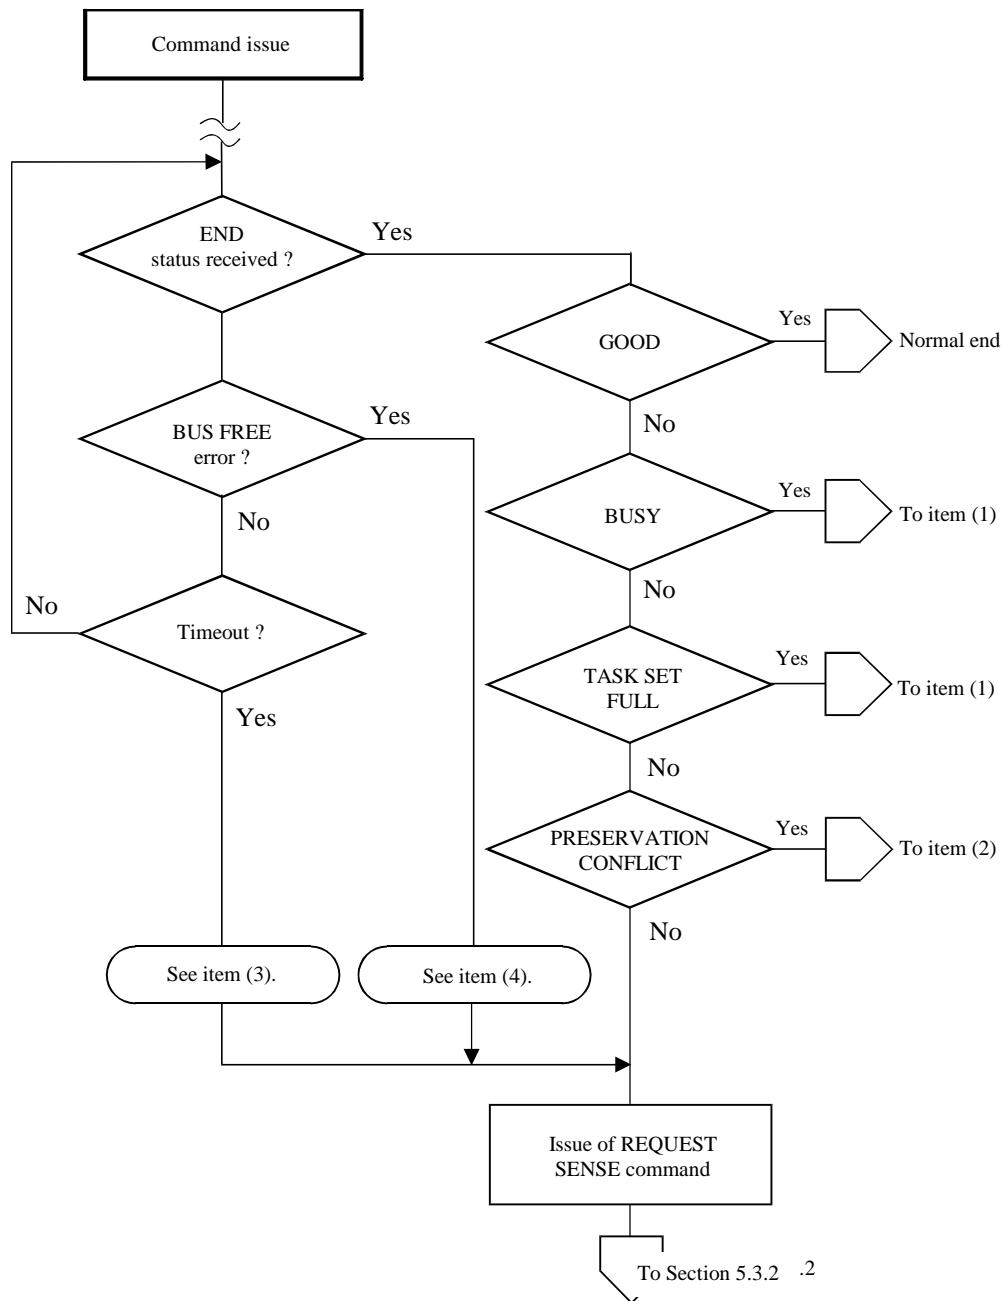 Command issue
END
status received ?
Yes
GOOD
Yes
Normal end
No
BUS FREE
error ?
Yes
No
BUSY
Yes
To item (1)
No
Timeout ?
No
Yes
TASK SET
FULL
Yes
To item (1)
No
PRESERVATION
CONFLICT
Yes
To item (2)
No
See item (3).
See item (4).
Issue of REQUEST
SENSE command
To Section 5.3.2 .2